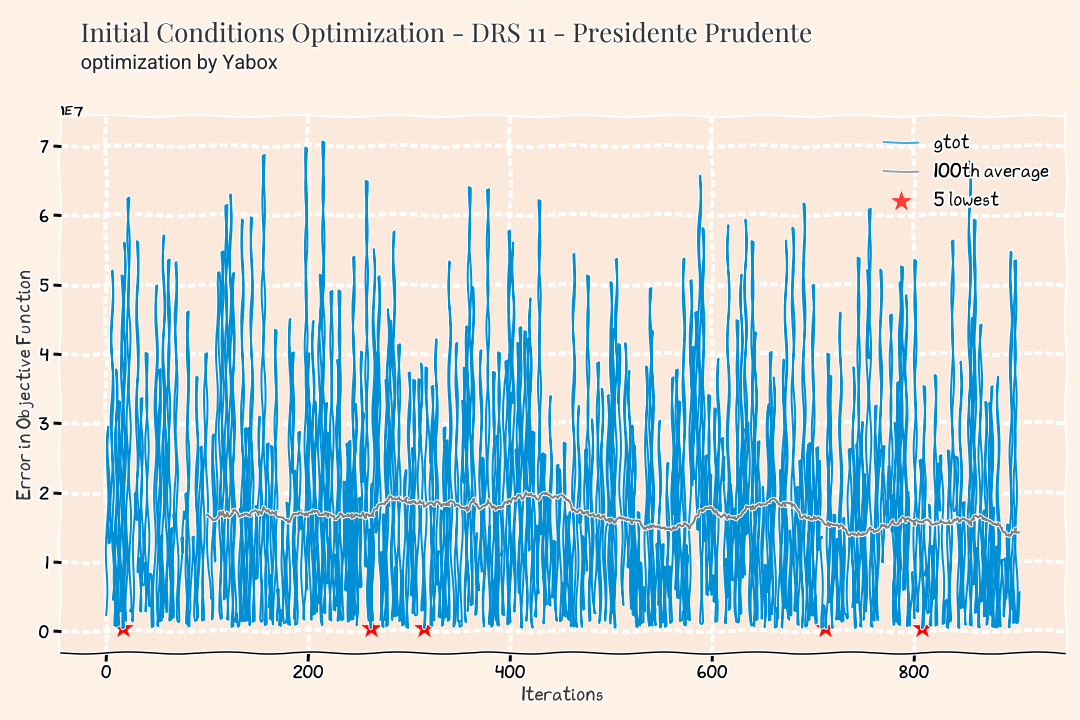 Initial Conditions Optimization - DRS 11 - Presidente Prudente
optimization by Yabox
1E7
7
6
5
4
3
2
1
0
Error in Objective Function
gtot
100th average
5 lowest
0 200 400 600 800
Iterations